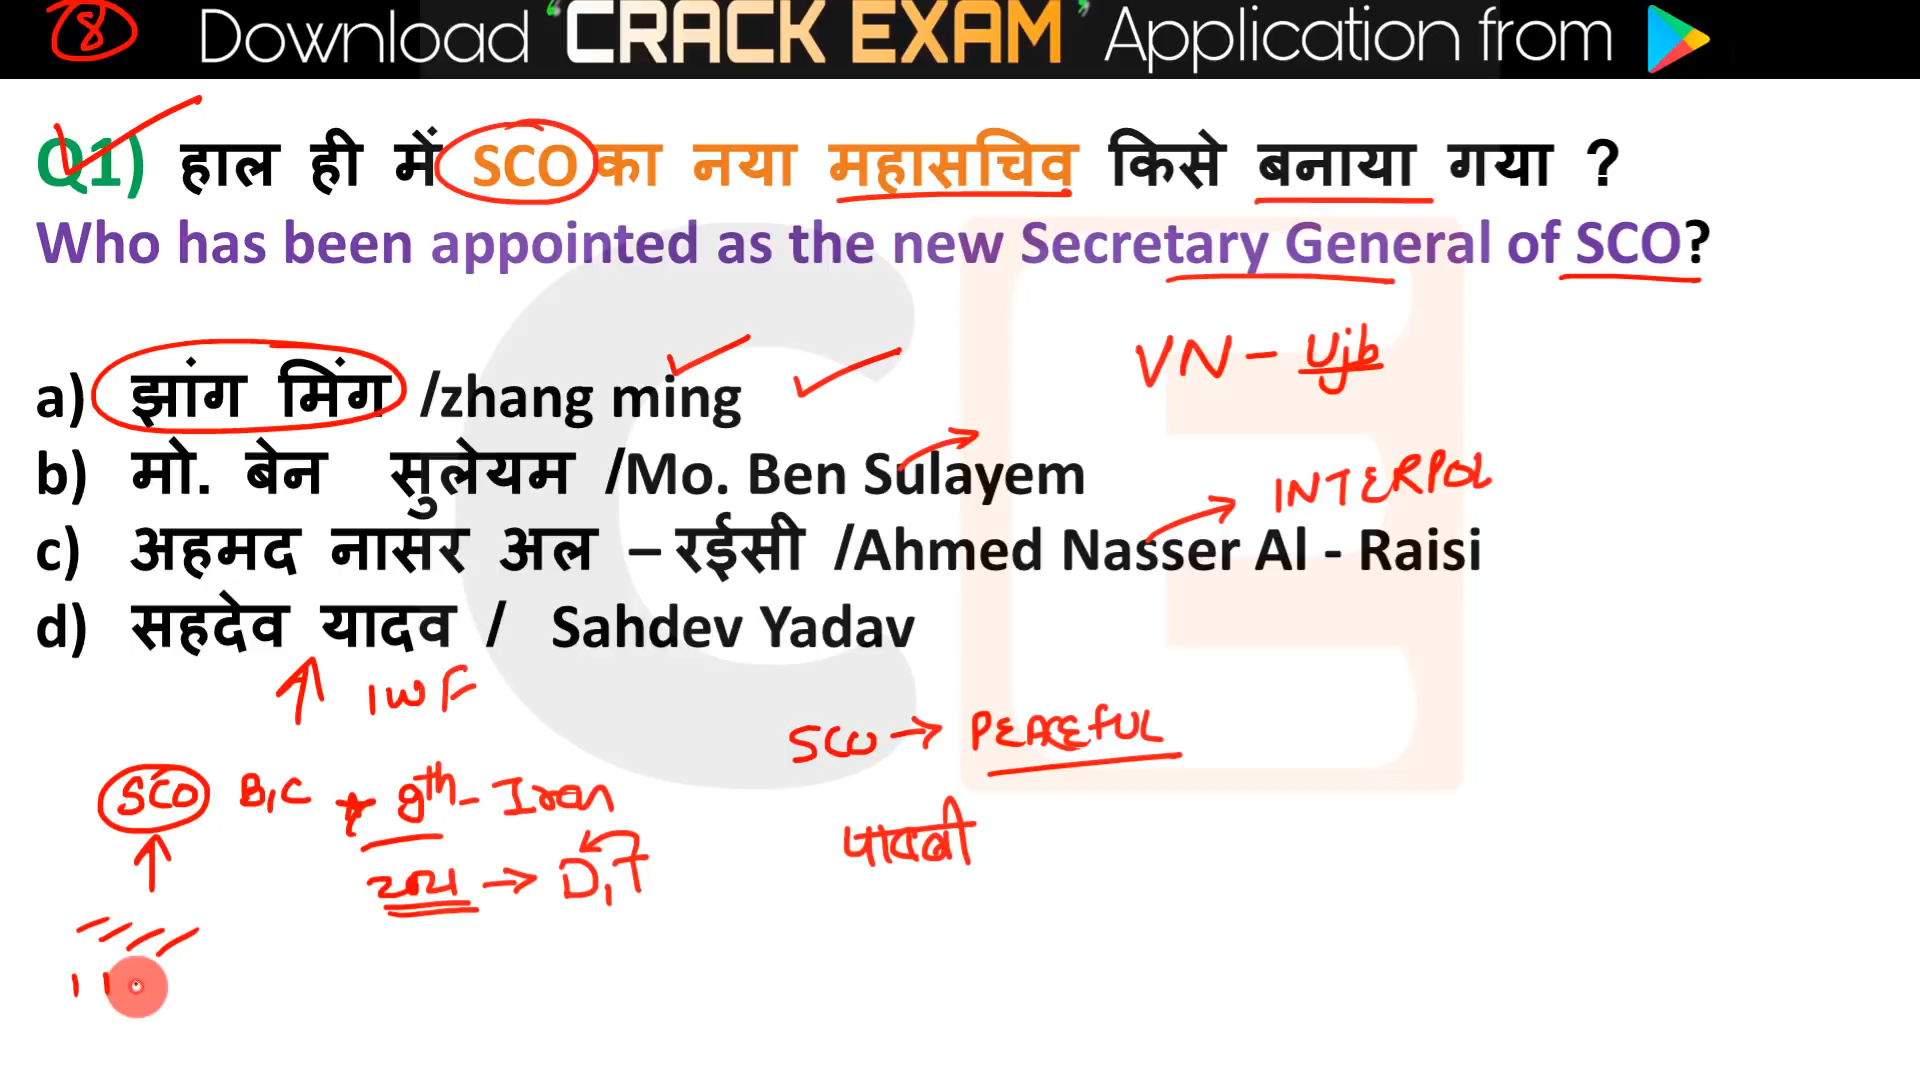 8 Download CRACK EXAM Application from
Q1) हाल ही में SCO का नया महासचिव किसे बनाया गया ?
Who has been appointed as the new Secretary General of SCO?
VN - Ujb
a) झांग मिंग /zhang ming
b) मो. बेन सुलेयम /Mo. Ben Sulayem
INTERPOL
c) अहमद नासर अल – रईसी /Ahmed Nasser Al - Raisi
d) सहदेव यादव / Sahdev Yadav
IWF
SCO → PEACEFUL
SCO B,C 9th - Iran
2021 → D,T